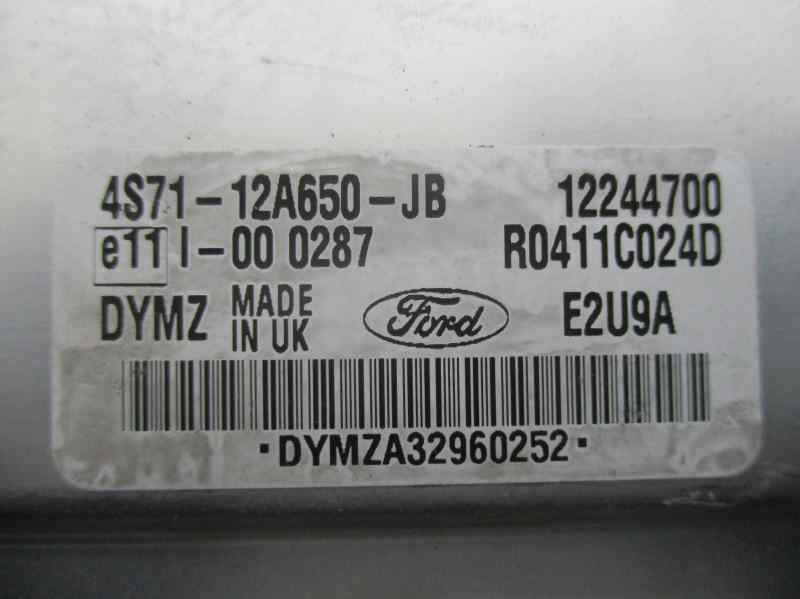 4S71-12A650-JB 12244700
e11 I-00 0287 R0411C024D
DYMZ MADE IN UK Ford E2U9A
·DYMZA32960252·